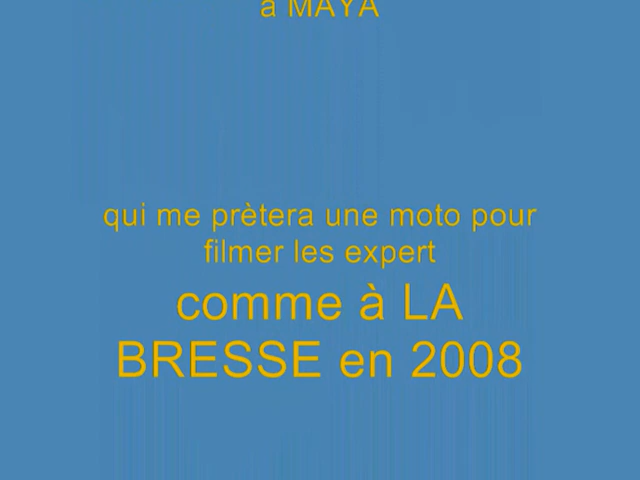 à MAYA
qui me prètera une moto pour
filmer les expert
comme à LA
BRESSE en 2008